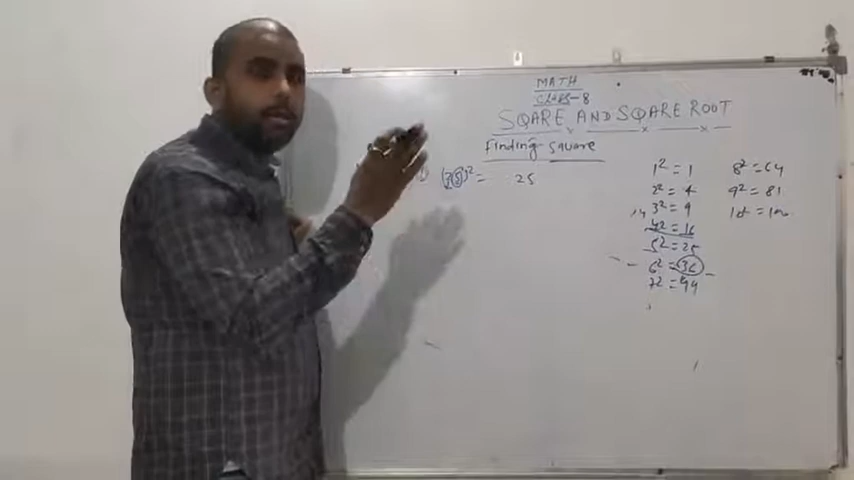 MATH
CLASS-8
SQARE AND SQARE ROOT
Finding square
(35)² = 25
1² = 1
2² = 4
3² = 9
4² = 16
5² = 25
6² = 36
7² = 49
8² = 64
9² = 81
10² = 100